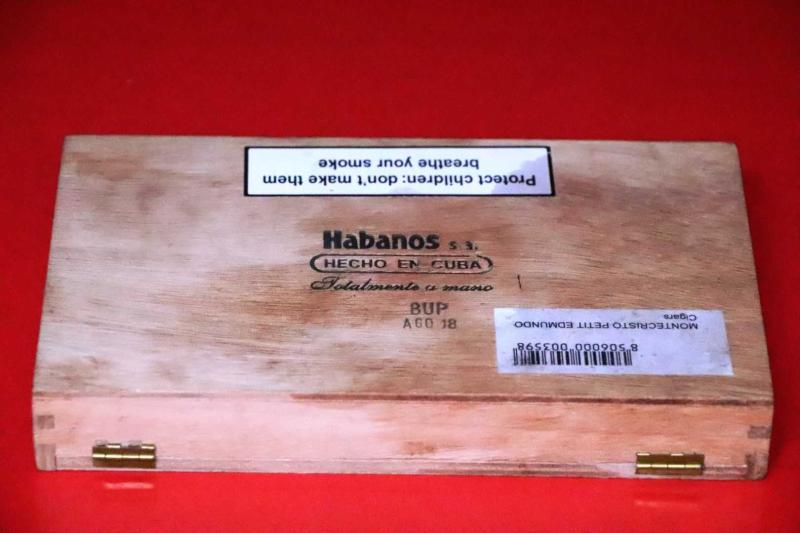 Protect children: don't make them
breathe your smoke
Habanos s.a.
HECHO EN CUBA
Totalmente a mano
BUP
AGO 18
MONTECRISTO PETIT EDMUNDO
Cigars
8 506000 003598